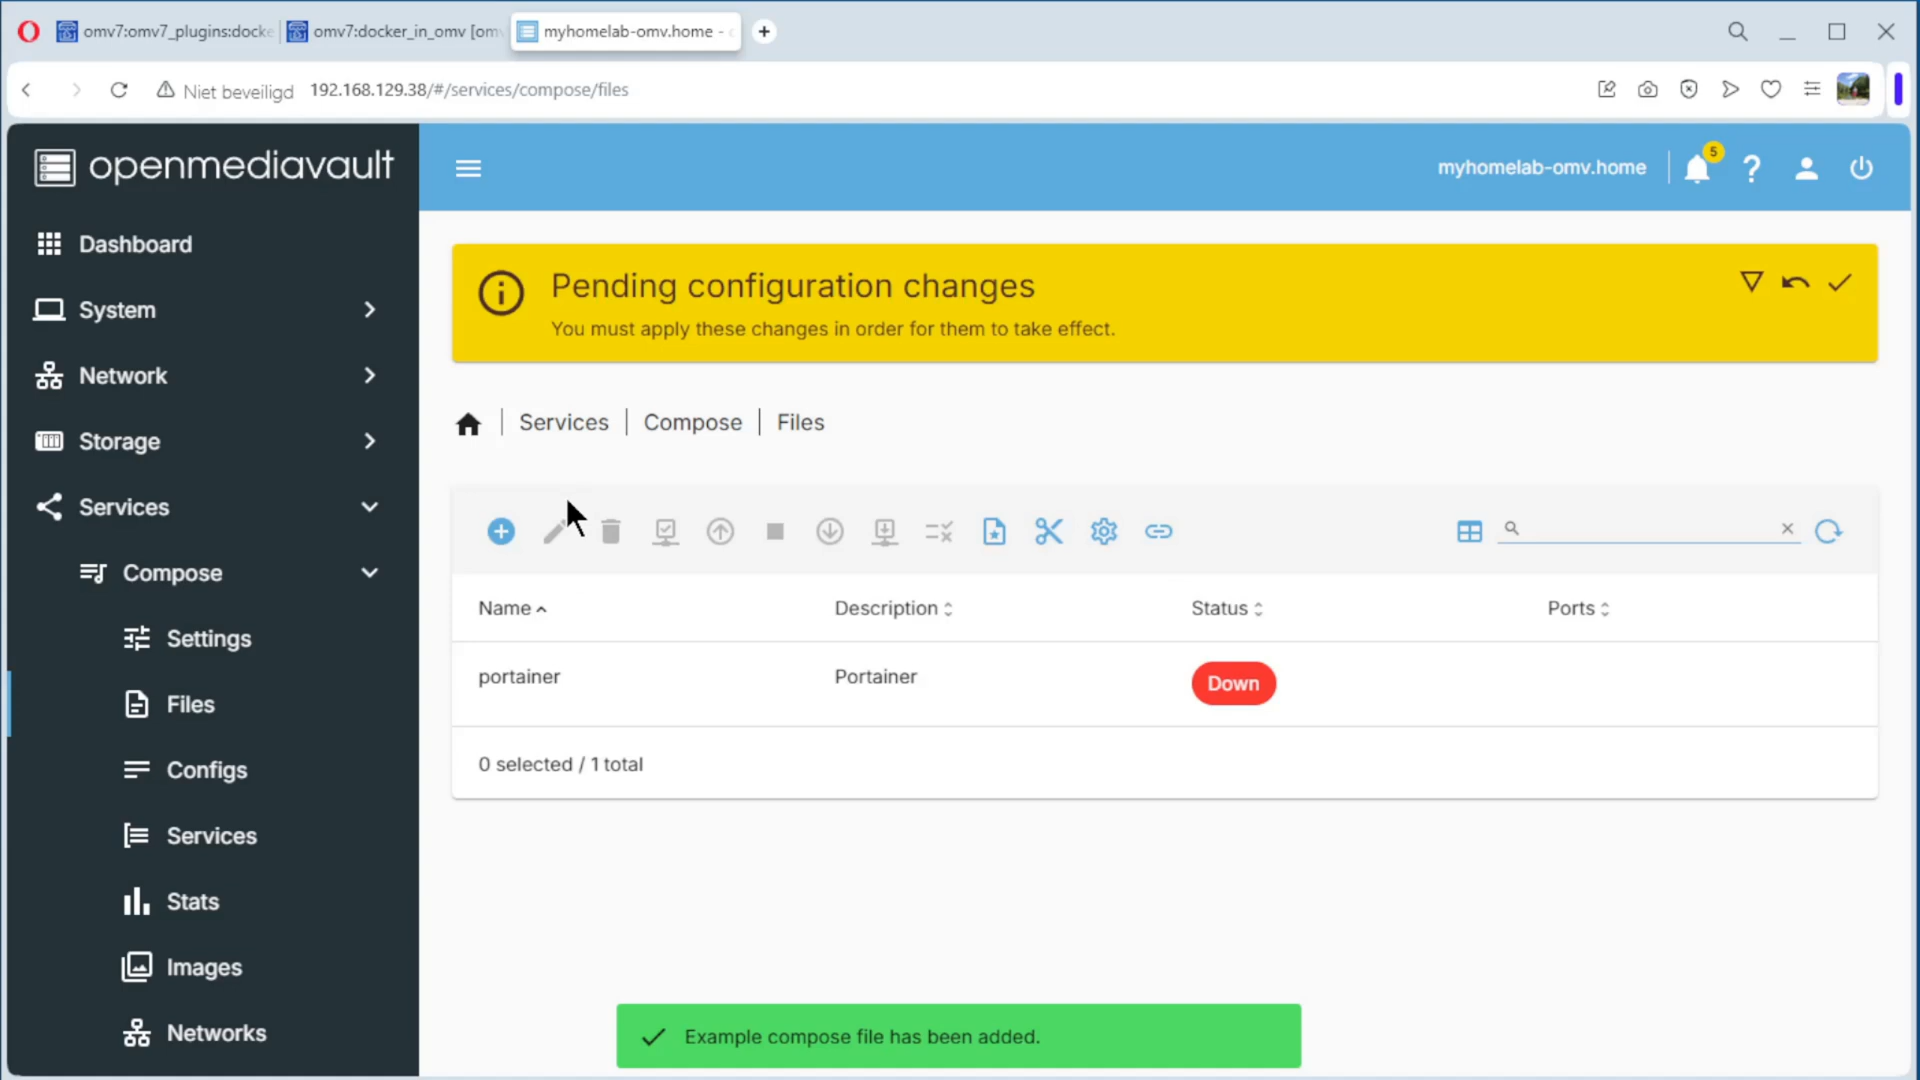 omv7:omv7_plugins:docke
omv7:docker_in_omv [om
myhomelab-omv.home -
Niet beveiligd
192.168.129.38/#/services/compose/files
openmediavault
myhomelab-omv.home
5
Dashboard
System
Network
Storage
Services
Compose
Settings
Files
Configs
Services
Stats
Images
Networks
Pending configuration changes
You must apply these changes in order for them to take effect.
Services | Compose | Files
Name
Description
Status
Ports
portainer
Portainer
Down
0 selected / 1 total
Example compose file has been added.